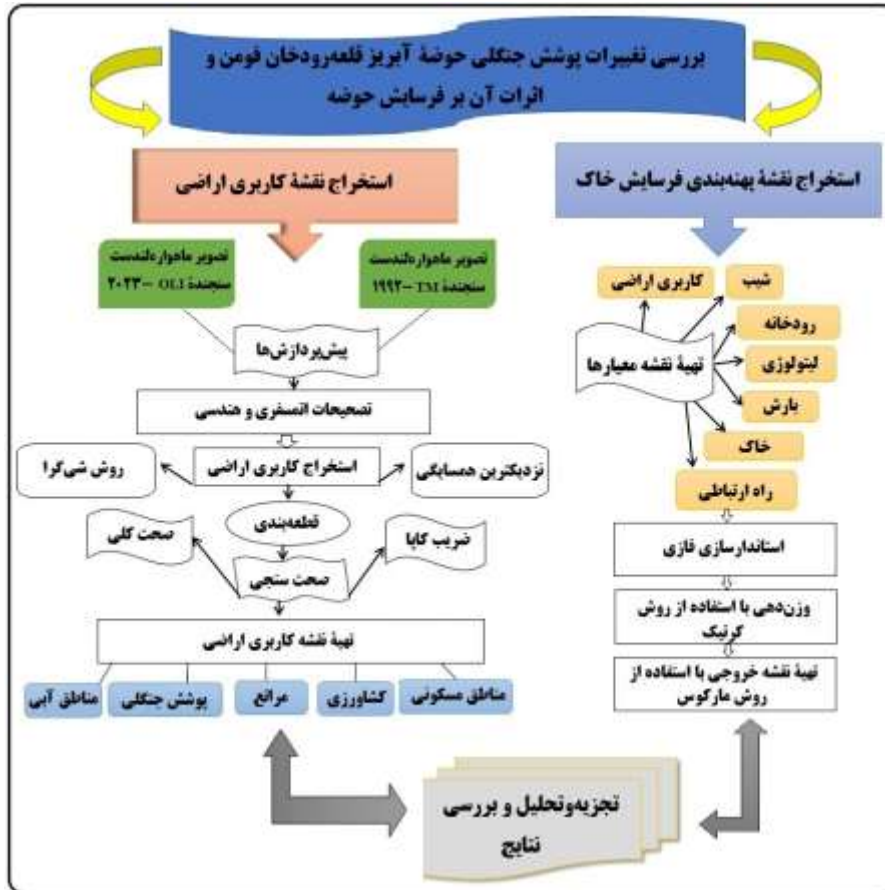 بررسی تغییرات پوشش جنگلی حوضهٔ آبریز قلعه‌رودخان فومن و
اثرات آن بر فرسایش حوضه
استخراج نقشهٔ پهنه‌بندی فرسایش خاک
استخراج نقشهٔ کاربری اراضی
تصویر ماهواره‌لندست
سنجندهٔ TM -۱۹۹۲
تصویر ماهواره‌لندست
سنجندهٔ OLI -۲۰۲۳
پیش‌پردازش‌ها
تصحیحات اتمسفری و هندسی
نزدیکترین همسایگی
استخراج کاربری اراضی
روش شی‌گرا
قطعه‌بندی
ضریب کاپا
صحت کلی
صحت سنجی
تهیهٔ نقشه کاربری اراضی
مناطق مسکونی
کشاورزی
مراتع
پوشش جنگلی
مناطق آبی
شیب
کاربری اراضی
رودخانه
تهیهٔ نقشه معیارها
لیتولوژی
بارش
خاک
راه ارتباطی
استاندارسازی فازی
وزن‌دهی با استفاده از روش
کرتیک
تهیهٔ نقشه خروجی با استفاده از
روش مارکوس
تجزیه‌وتحلیل و بررسی
نتایج